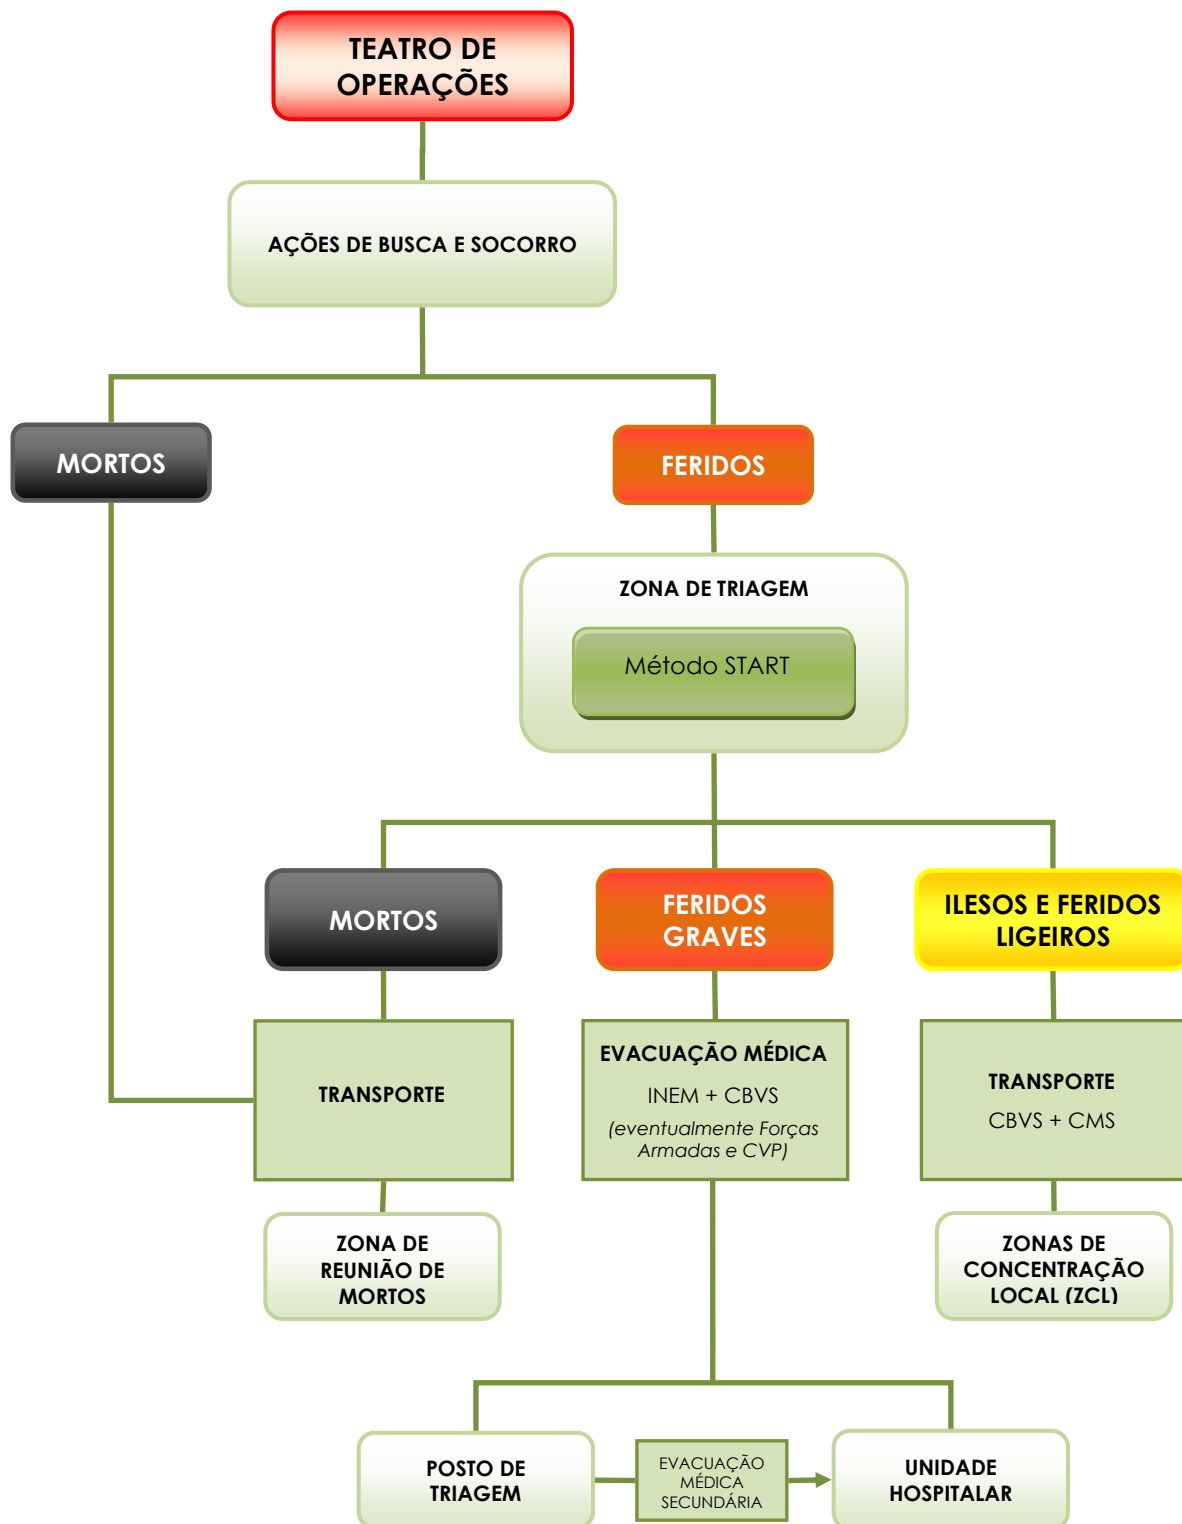 TEATRO DE
OPERAÇÕES
AÇÕES DE BUSCA E SOCORRO
MORTOS
FERIDOS
ZONA DE TRIAGEM
Método START
MORTOS
FERIDOS
GRAVES
ILESOS E FERIDOS
LIGEIROS
TRANSPORTE
EVACUAÇÃO MÉDICA
INEM + CBVS
(eventualmente Forças
Armadas e CVP)
TRANSPORTE
CBVS + CMS
ZONA DE
REUNIÃO DE
MORTOS
ZONAS DE
CONCENTRAÇÃO
LOCAL (ZCL)
POSTO DE
TRIAGEM
EVACUAÇÃO
MÉDICA
SECUNDÁRIA
UNIDADE
HOSPITALAR